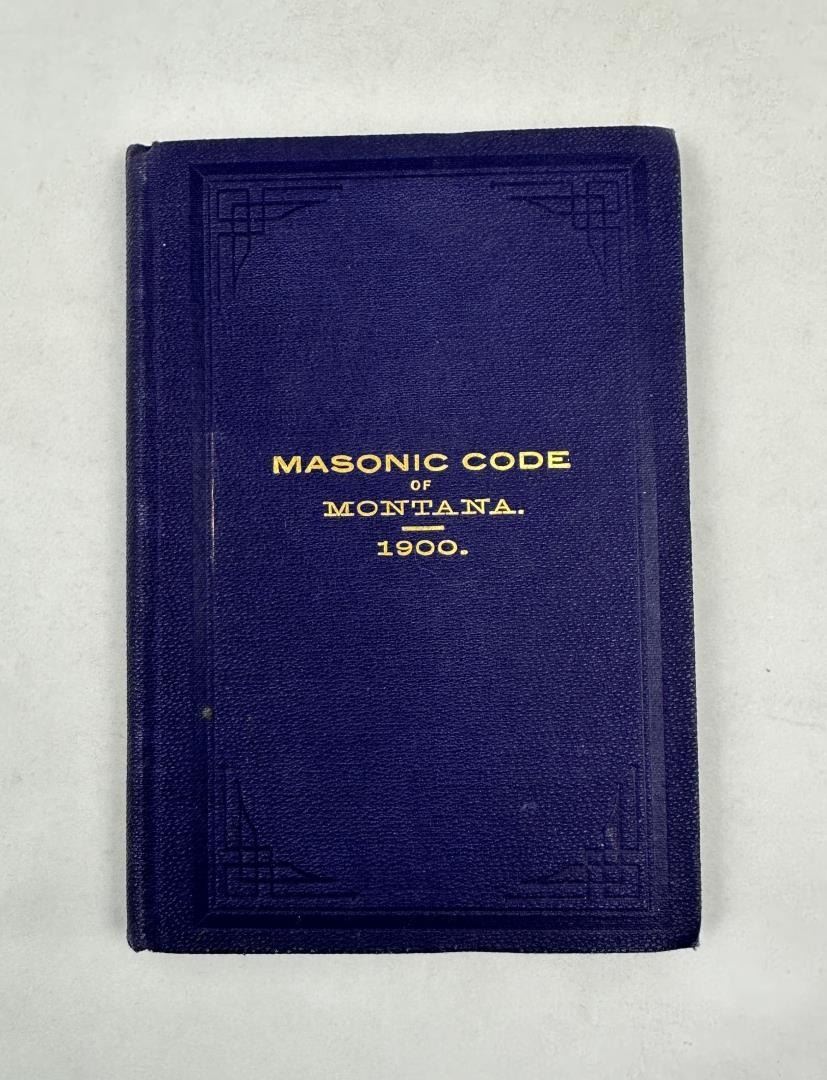 MASONIC CODE
OF
MONTANA.
1900.